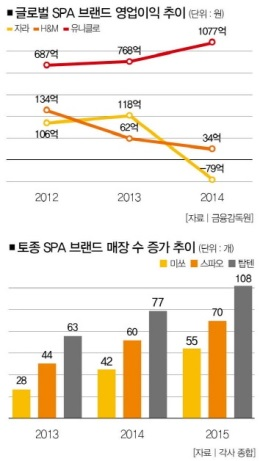 ■ 글로벌 SPA 브랜드 영업이익 추이 (단위 : 원)
자라 H&M 유니클로
1077억
687억 768억
134억 118억
106억 62억 34억
-79억
2012 2013 2014
[자료 | 금융감독원]
■ 토종 SPA 브랜드 매장 수 증가 추이 (단위 : 개)
미쏘 스파오 탑텐
108
77
63 60 70
44 42 55
28
2013 2014 2015
[자료 | 각사 종합]